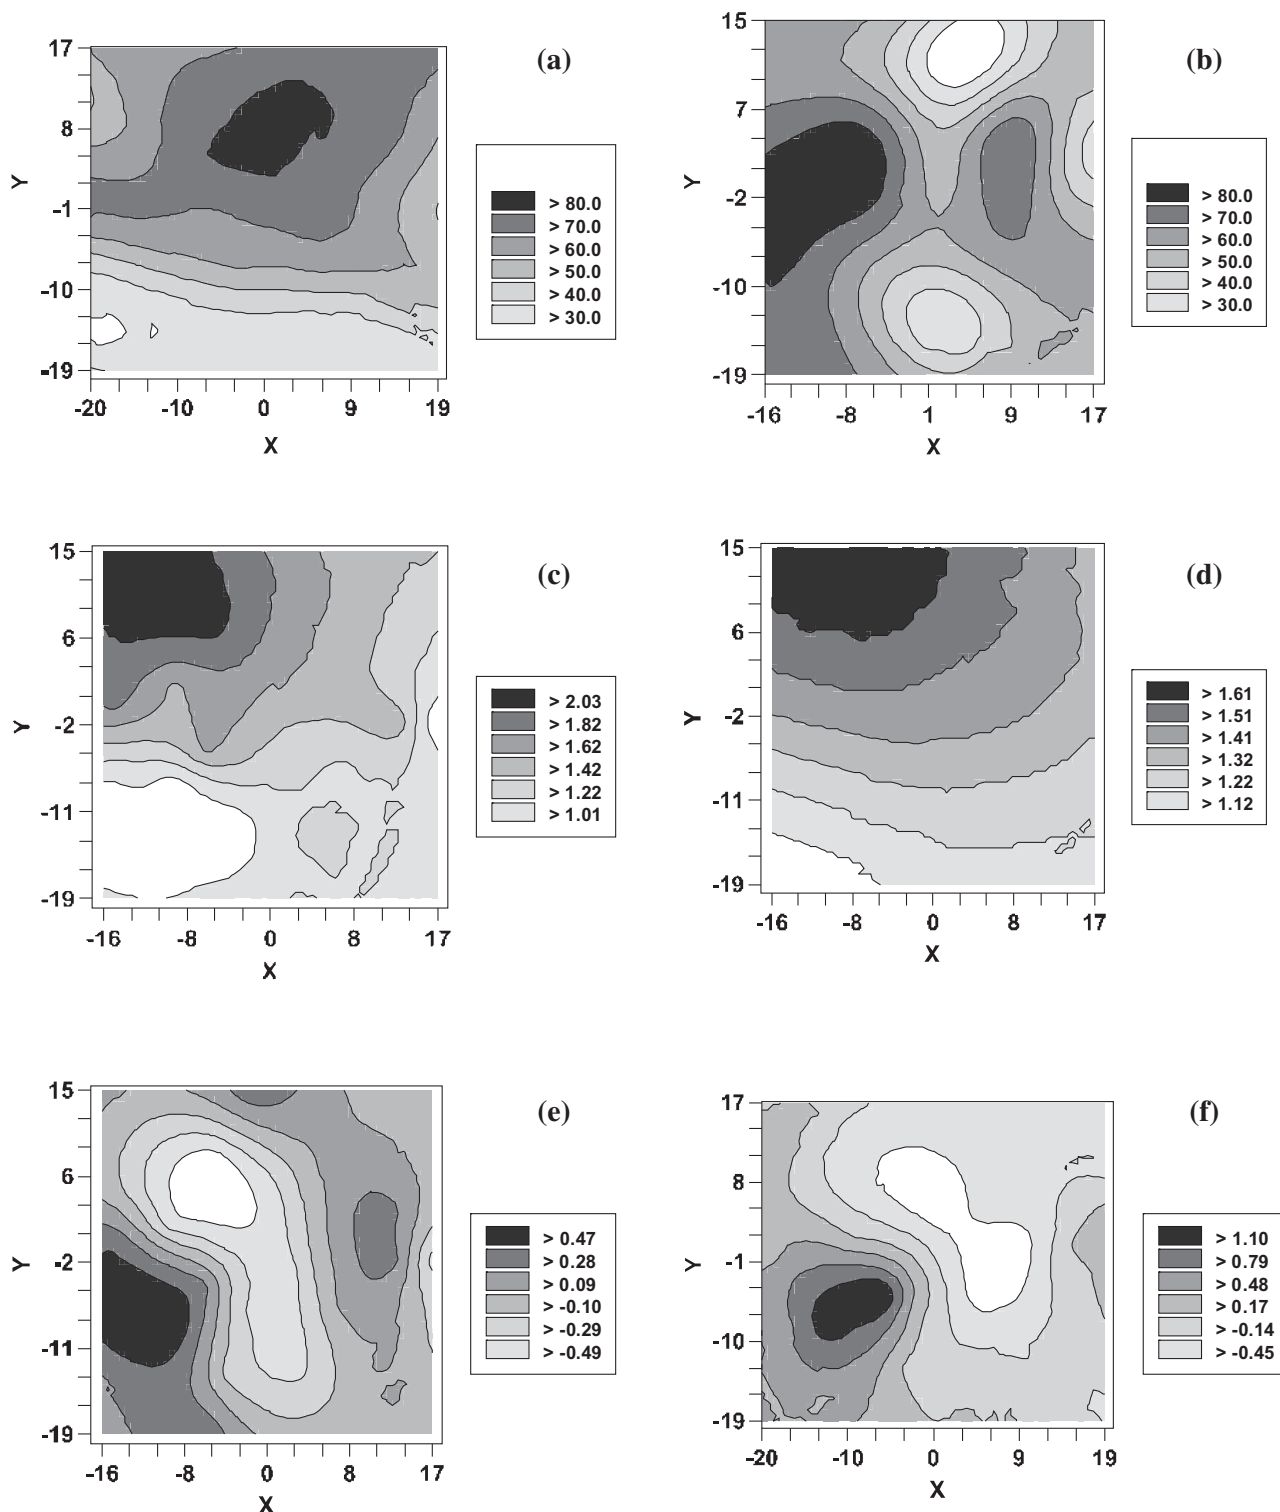 (a)
17
8
-1
-10
-19
Y
-20 -10 0 9 19
X
> 80.0
> 70.0
> 60.0
> 50.0
> 40.0
> 30.0
(b)
15
7
-2
-10
-19
Y
-16 -8 1 9 17
X
> 80.0
> 70.0
> 60.0
> 50.0
> 40.0
> 30.0
(c)
15
6
-2
-11
-19
Y
-16 -8 0 8 17
X
> 2.03
> 1.82
> 1.62
> 1.42
> 1.22
> 1.01
(d)
15
6
-2
-11
-19
Y
-16 -8 0 8 17
X
> 1.61
> 1.51
> 1.41
> 1.32
> 1.22
> 1.12
(e)
15
6
-2
-11
-19
Y
-16 -8 0 8 17
X
> 0.47
> 0.28
> 0.09
> -0.10
> -0.29
> -0.49
(f)
17
8
-1
-10
-19
Y
-20 -10 0 9 19
X
> 1.10
> 0.79
> 0.48
> 0.17
> -0.14
> -0.45